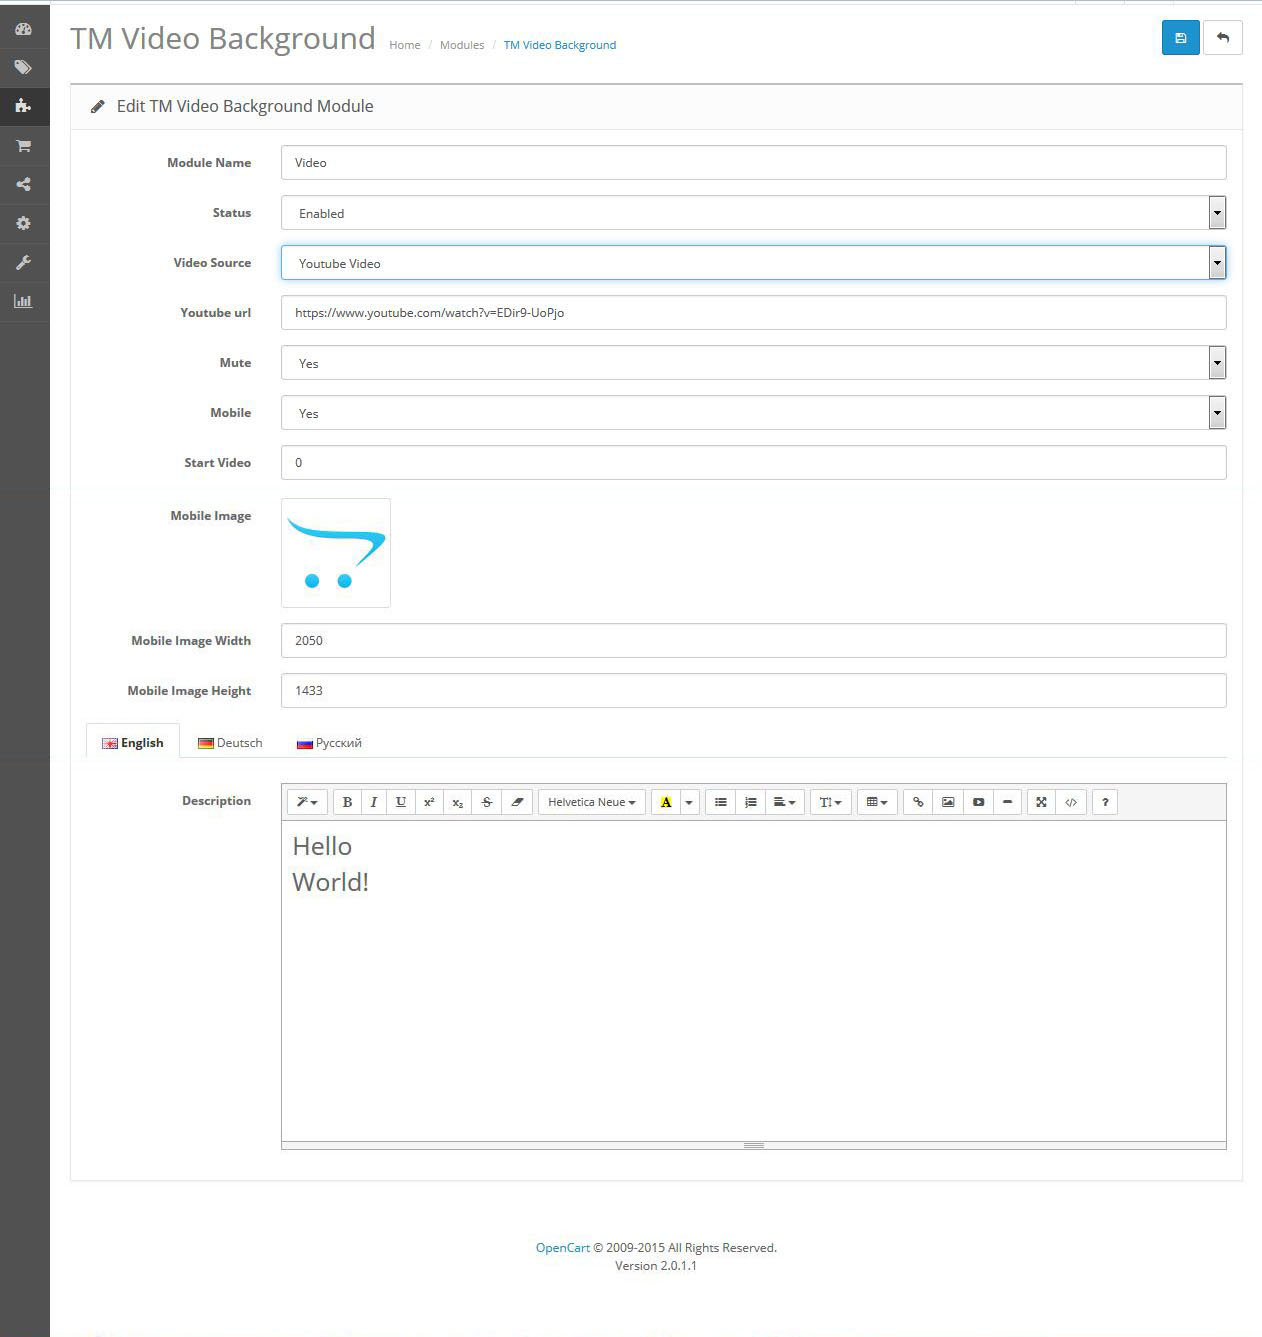 TM Video Background Home / Modules / TM Video Background
Edit TM Video Background Module
Module Name Video
Status Enabled
Video Source Youtube Video
Youtube url https://www.youtube.com/watch?v=EDir9-UoPjo
Mute Yes
Mobile Yes
Start Video 0
Mobile Image
Mobile Image Width 2050
Mobile Image Height 1433
English Deutsch Русский
Description B I U x² x₂ S Helvetica Neue A T </> ?
Hello
World!
OpenCart © 2009-2015 All Rights Reserved.
Version 2.0.1.1